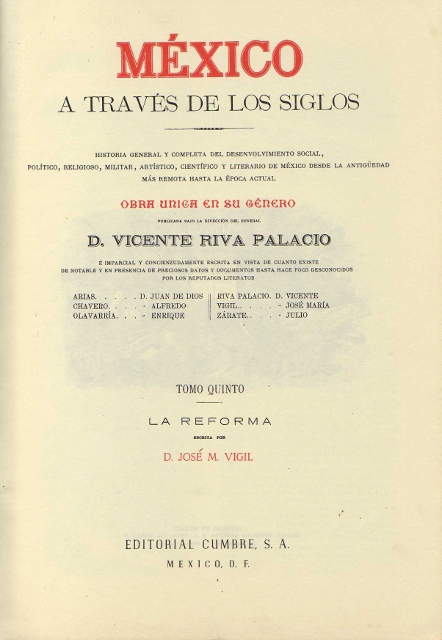 MÉXICO
A TRAVÉS DE LOS SIGLOS
HISTORIA GENERAL Y COMPLETA DEL DESENVOLVIMIENTO SOCIAL,
POLÍTICO, RELIGIOSO, MILITAR, ARTÍSTICO, CIENTÍFICO Y LITERARIO DE MÉXICO DESDE LA ANTIGÜEDAD
MÁS REMOTA HASTA LA ÉPOCA ACTUAL
OBRA UNICA EN SU GÉNERO
PUBLICADA BAJO LA DIRECCIÓN DEL GENERAL
D. VICENTE RIVA PALACIO
É IMPARCIAL Y CONCIENZUDAMENTE ESCRITA EN VISTA DE CUANTO EXISTE
DE NOTABLE Y EN PRESENCIA DE PRECIOSOS DATOS Y DOCUMENTOS HASTA HACE POCO DESCONOCIDOS
POR LOS REPUTADOS LITERATOS
ARIAS. . . . . D. JUAN DE DIOS
CHAVERO. . . . - ALFREDO
OLAVARRÍA. . . - ENRIQUE
RIVA PALACIO. D. VICENTE
VIGIL. . . . - JOSÉ MARÍA
ZÁRATE. . . . - JULIO
TOMO QUINTO
LA REFORMA
ESCRITA POR
D. JOSÉ M. VIGIL
EDITORIAL CUMBRE, S. A.
MEXICO, D. F.